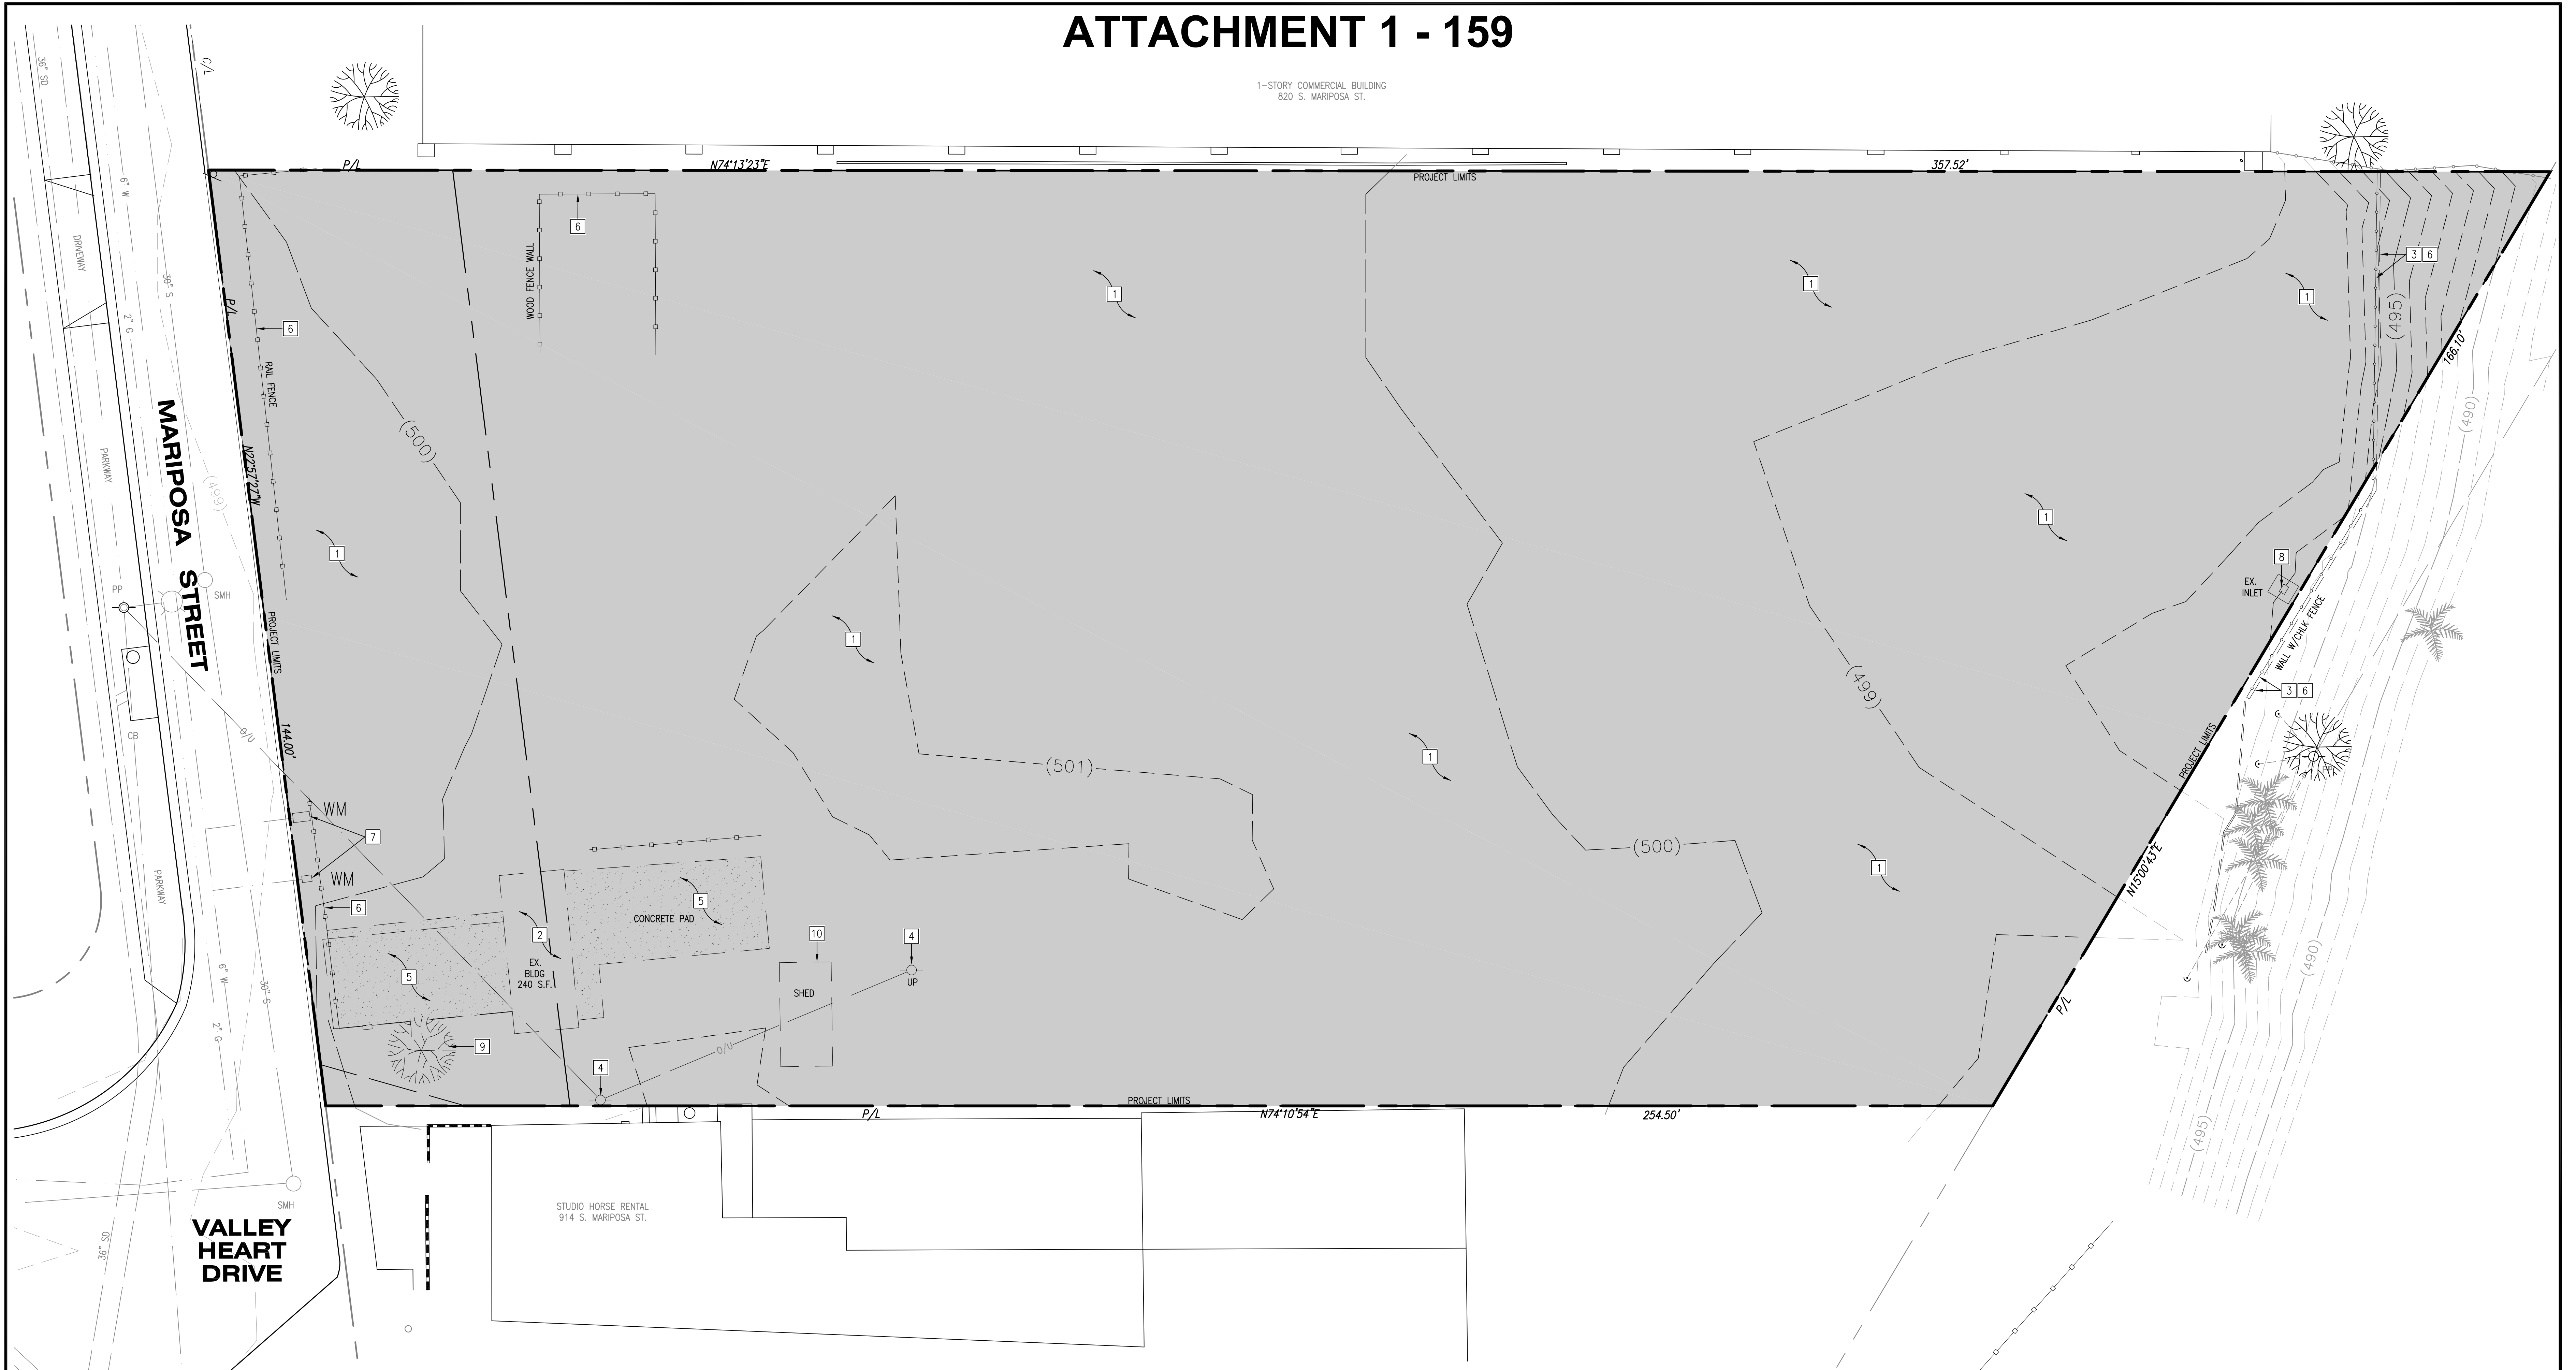 ATTACHMENT 1 - 159
1-STORY COMMERCIAL BUILDING
820 S. MARIPOSA ST.
36" SD
C/L
P/L
N74°13'23"E
PROJECT LIMITS
357.52'
6" W
DRIVEWAY
30" S
2" G
P/L
6
WOOD FENCE WALL
6
RAIL FENCE
1
1
1
3 6
(495)
166.10'
(490)
MARIPOSA STREET
PARKWAY
(499)
N22°57'27"W
(500)
1
1
8
EX.
INLET
WALL W/CHLK FENCE
3 6
PP
SMH
PROJECT LIMITS
1
(499)
CB
O/U
144.00'
(501)
1
PROJECT LIMITS
WM
7
WM
(500)
1
N15°00'43"E
PARKWAY
6
5
CONCRETE PAD
2
EX.
BLDG
240 S.F.
5
10
SHED
4
UP
6" W
30" S
2" G
9
O/U
4
P/L
(490)
P/L
PROJECT LIMITS
N74°10'54"E
254.50'
(495)
SMH
STUDIO HORSE RENTAL
914 S. MARIPOSA ST.
36" SD
VALLEY
HEART
DRIVE